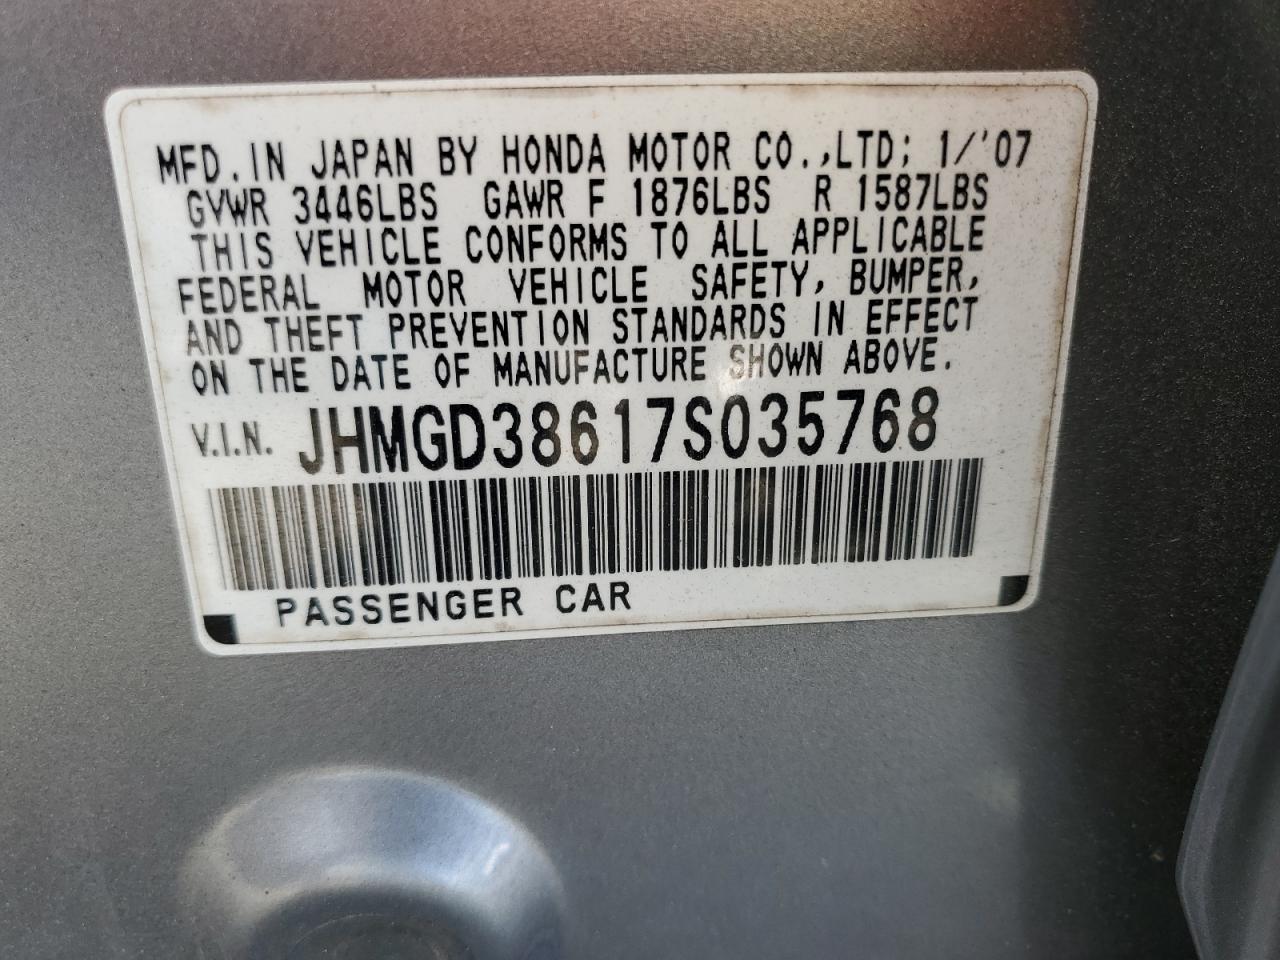 MFD. IN JAPAN BY HONDA MOTOR CO.,LTD; 1/'07
GVWR 3446LBS GAWR F 1876LBS R 1587LBS
THIS VEHICLE CONFORMS TO ALL APPLICABLE
FEDERAL MOTOR VEHICLE SAFETY, BUMPER,
AND THEFT PREVENTION STANDARDS IN EFFECT
ON THE DATE OF MANUFACTURE SHOWN ABOVE.
V.I.N. JHMGD38617S035768
PASSENGER CAR